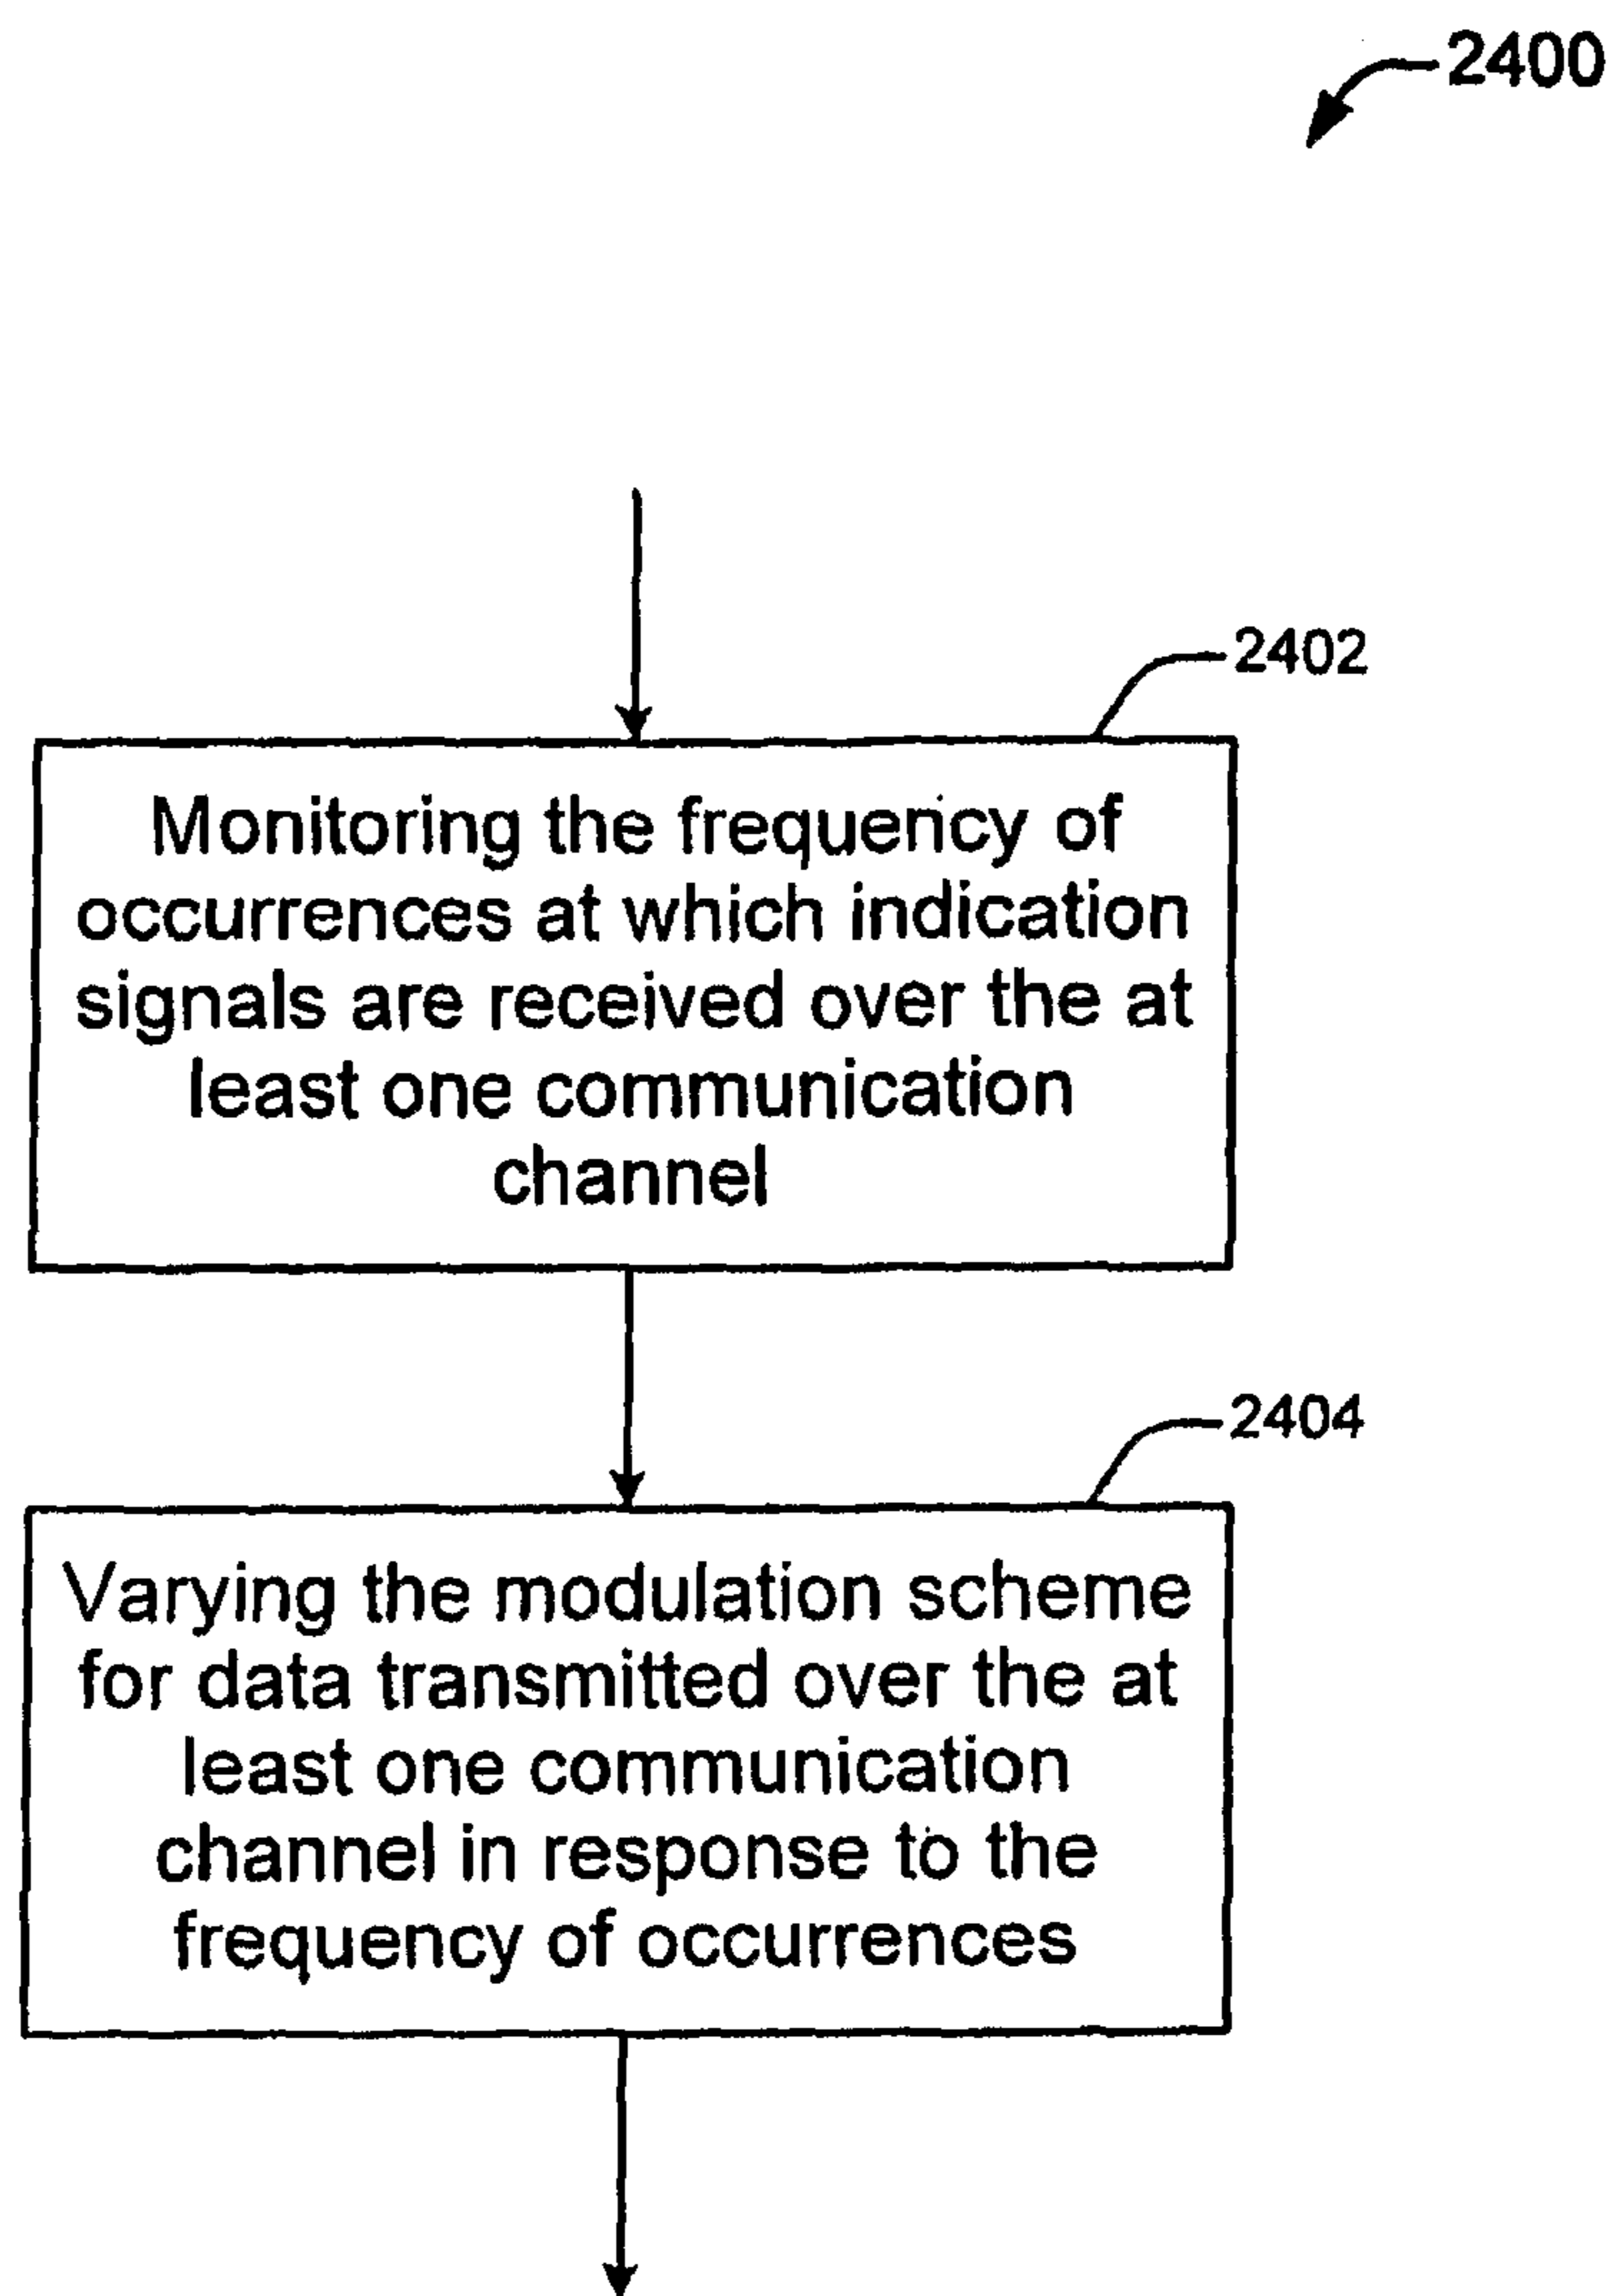 2400
2402
Monitoring the frequency of
occurrences at which indication
signals are received over the at
least one communication
channel
2404
Varying the modulation scheme
for data transmitted over the at
least one communication
channel in response to the
frequency of occurrences